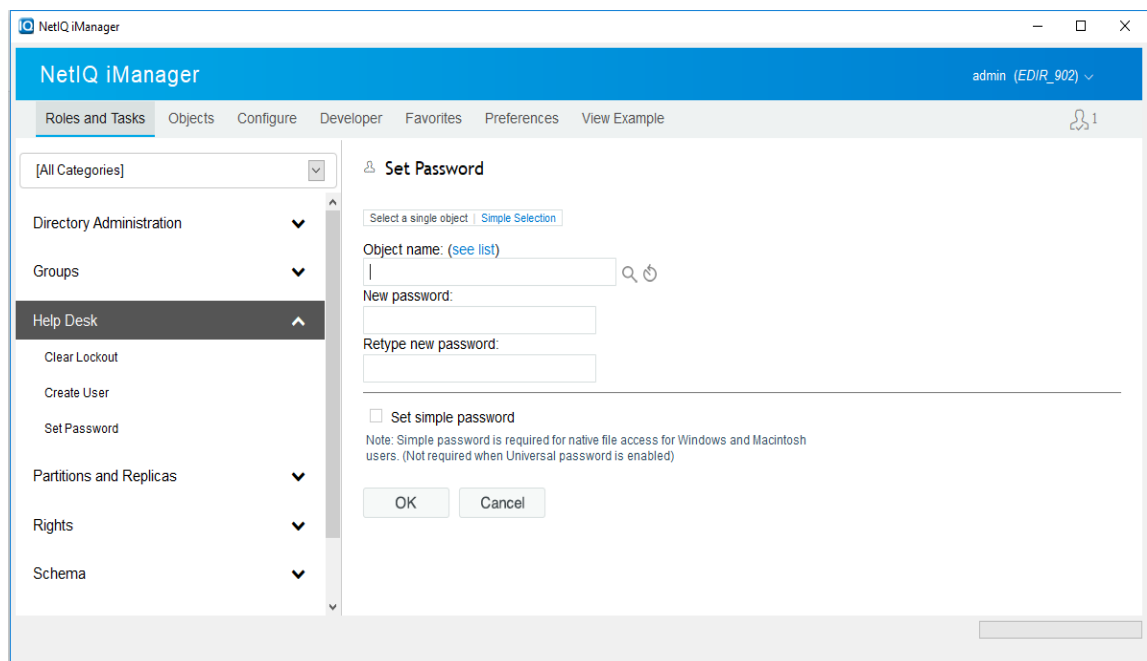 NetIQ iManager
NetIQ iManager
admin (EDIR_902)
Roles and Tasks Objects Configure Developer Favorites Preferences View Example 1
[All Categories]
Directory Administration
Groups
Help Desk
Clear Lockout
Create User
Set Password
Partitions and Replicas
Rights
Schema
Set Password
Select a single object | Simple Selection
Object name: (see list)
New password:
Retype new password:
Set simple password
Note: Simple password is required for native file access for Windows and Macintosh
users. (Not required when Universal password is enabled)
OK Cancel